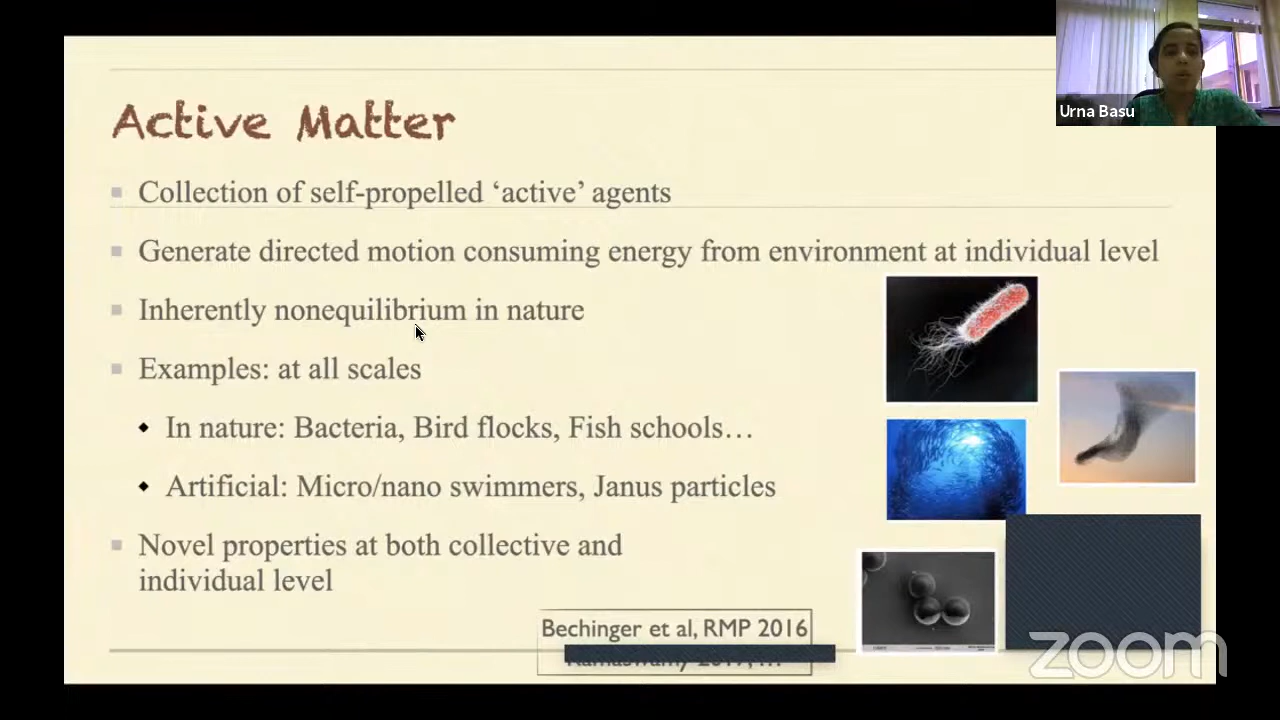 Urna Basu
Active Matter
Collection of self-propelled ‘active’ agents
Generate directed motion consuming energy from environment at individual level
Inherently nonequilibrium in nature
Examples: at all scales
In nature: Bacteria, Bird flocks, Fish schools…
Artificial: Micro/nano swimmers, Janus particles
Novel properties at both collective and
individual level
Bechinger et al, RMP 2016
zoom